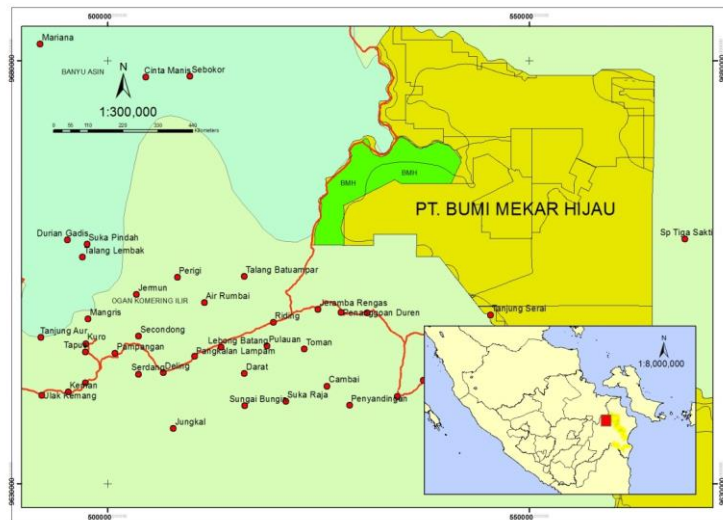 500000
550000
Mariana
BANYU ASIN
Cinta Manis
Sebokor
9680000
9680000
N
1:300,000
Kilometers
BMH
BMH
PT. BUMI MEKAR HIJAU
Durian Gadis
Suka Pindah
Talang Lembak
Sp Tiga Sakti
Perigi
Talang Batuampar
Jermun
OGAN KOMERING ILIR
Air Rumbai
Mangris
Jeramba Rengas
Penanggoan Duren
Tanjung Seral
Riding
Tanjung Aur
Kuro
Secondong
Tapus
Pampangan
Lebong Batang
Pulauan
Toman
Pangkalan Lampam
Serdang
Deling
Darat
Keman
Ulak Kemang
Cambai
Sungai Bungin
Suka Raja
Penyandingan
Jungkal
N
1:8,000,000
9630000
9630000
500000
550000